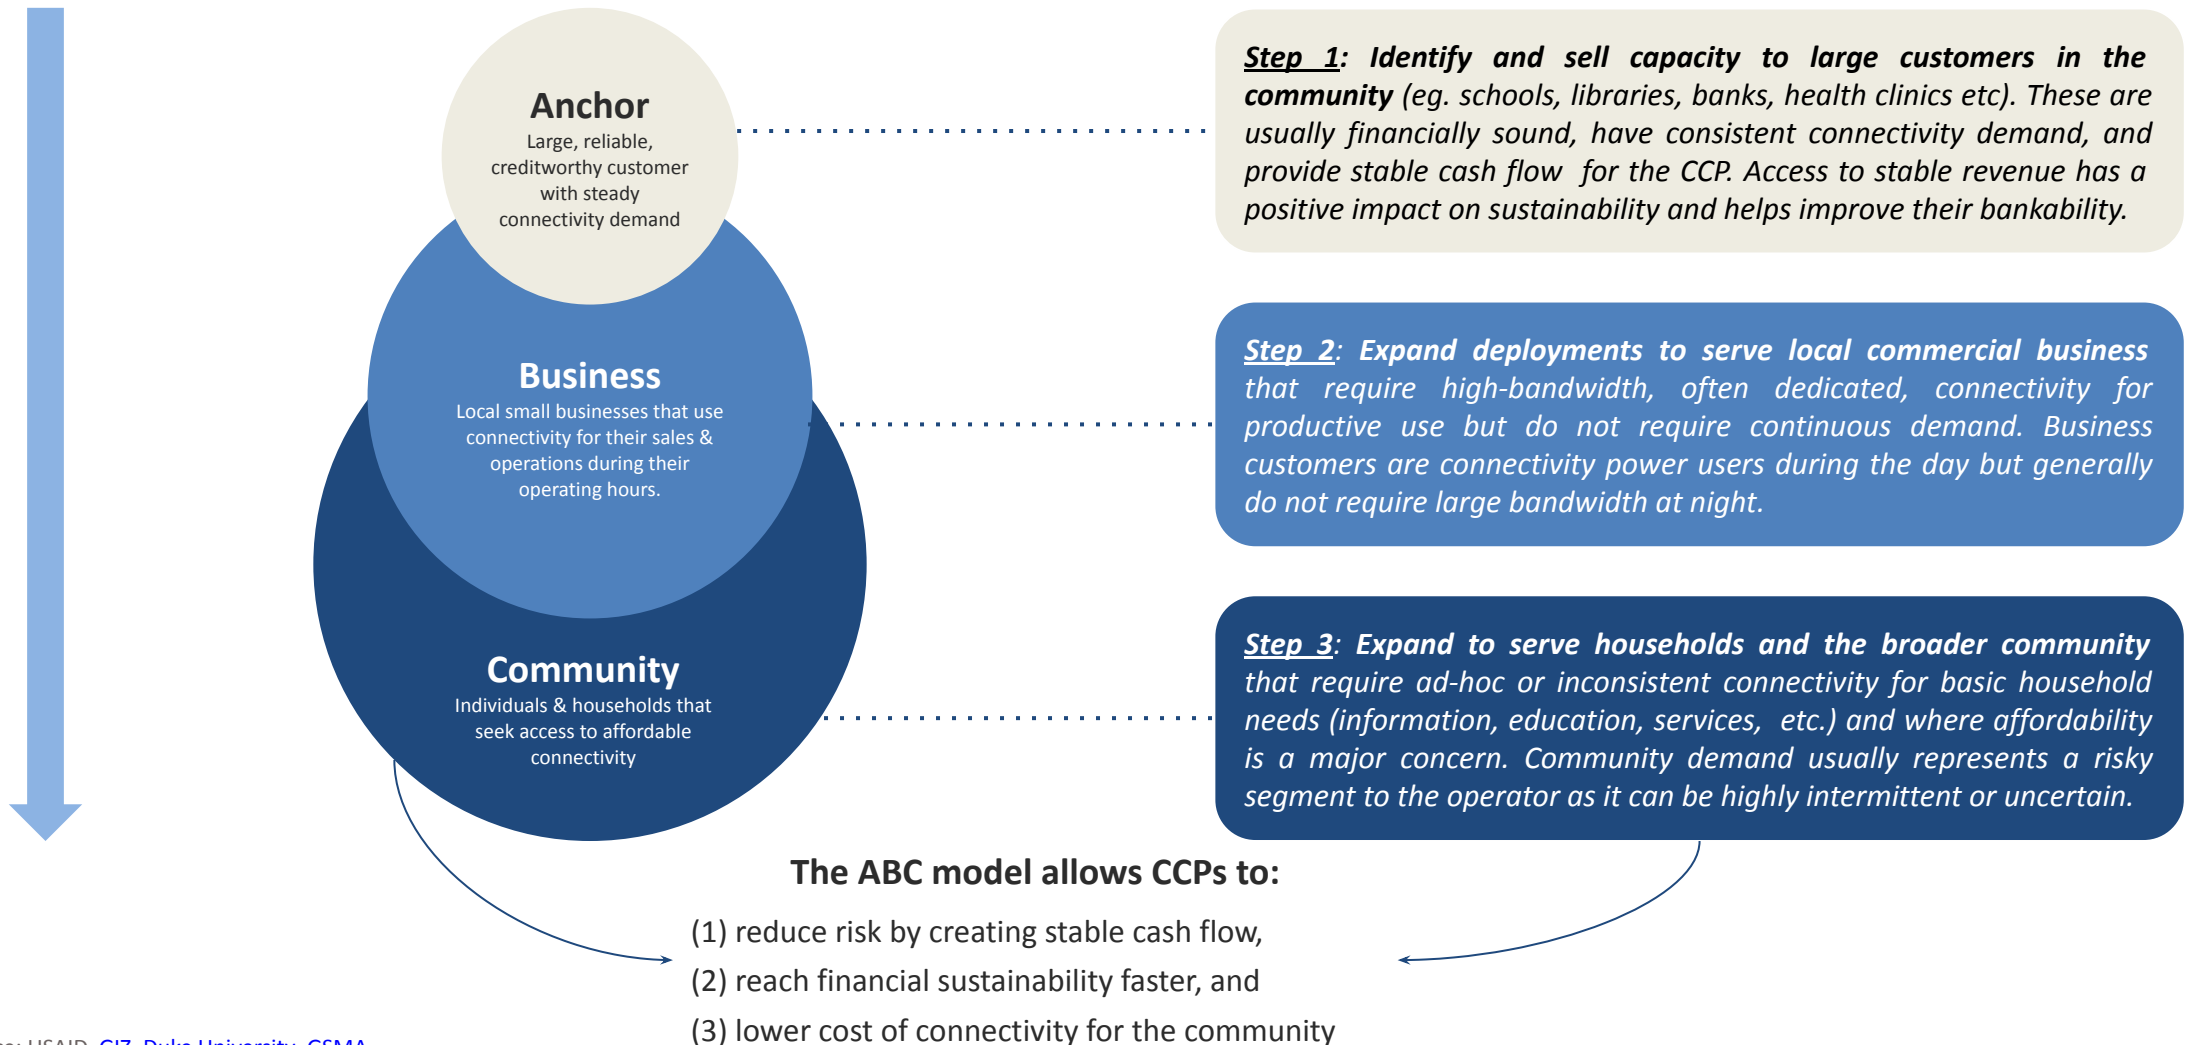 Anchor
Large, reliable,
creditworthy customer
with steady
connectivity demand
Step 1: Identify and sell capacity to large customers in the
community (eg. schools, libraries, banks, health clinics etc). These are
usually financially sound, have consistent connectivity demand, and
provide stable cash flow for the CCP. Access to stable revenue has a
positive impact on sustainability and helps improve their bankability.
Business
Local small businesses that use
connectivity for their sales &
operations during their
operating hours.
Step 2: Expand deployments to serve local commercial business
that require high-bandwidth, often dedicated, connectivity for
productive use but do not require continuous demand. Business
customers are connectivity power users during the day but generally
do not require large bandwidth at night.
Community
Individuals & households that
seek access to affordable
connectivity
Step 3: Expand to serve households and the broader community
that require ad-hoc or inconsistent connectivity for basic household
needs (information, education, services, etc.) and where affordability
is a major concern. Community demand usually represents a risky
segment to the operator as it can be highly intermittent or uncertain.
The ABC model allows CCPs to:
(1) reduce risk by creating stable cash flow,
(2) reach financial sustainability faster, and
(3) lower cost of connectivity for the community
USAID, GIZ, Duke University, GSMA